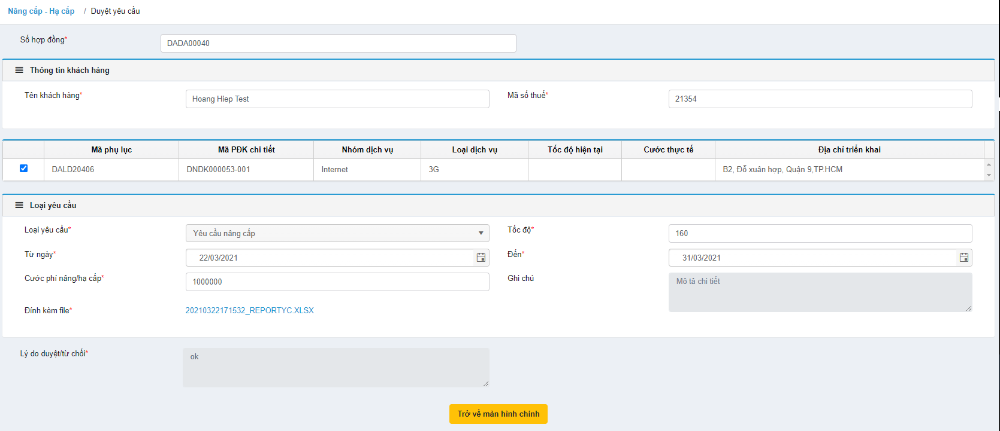 Nâng cấp - Hạ cấp / Duyệt yêu cầu
Số hợp đồng* DADA00040
Thông tin khách hàng
Tên khách hàng* Hoang Hiep Test Mã số thuế* 21354
Mã phụ lục Mã PĐK chi tiết Nhóm dịch vụ Loại dịch vụ Tốc độ hiện tại Cước thực tế Địa chỉ triển khai
DALD20406 DNDK000053-001 Internet 3G B2, Đỗ xuân hợp, Quận 9,TP.HCM
Loại yêu cầu
Loại yêu cầu* Yêu cầu nâng cấp Tốc độ* 160
Từ ngày* 22/03/2021 Đến* 31/03/2021
Cước phí nâng/hạ cấp* 1000000 Ghi chú Mô tả chi tiết
Đính kèm file* 20210322171532_REPORTYC.XLSX
Lý do duyệt/từ chối* ok
Trở về màn hình chính